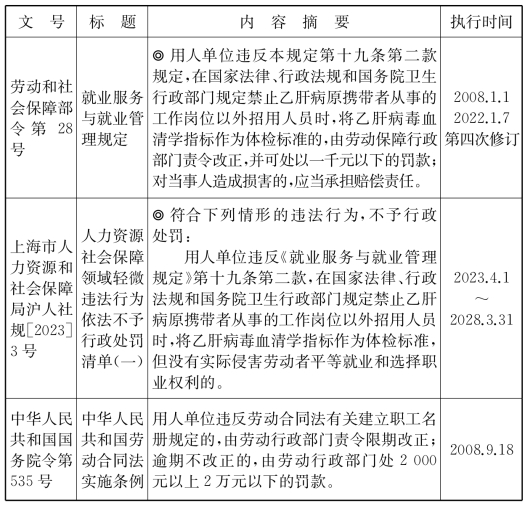 文 号
标 题
内 容 摘 要
执行时间
劳动和社
会保障部
令 第 28
号
就业服务
与就业管
理规定
◎ 用人单位违反本规定第十九条第二款
规定,在国家法律、行政法规和国务院卫生
行政部门规定禁止乙肝病原携带者从事的
工作岗位以外招用人员时,将乙肝病毒血
清学指标作为体检标准的,由劳动保障行政
部门责令改正,并可处以一千元以下的罚款;
对当事人造成损害的,应当承担赔偿责任。
2008.1.1
2022.1.7
第四次修订
上海市人
力资源和
社会保障
局沪人社
规[2023]
3号
人力资源
社会保障
领域轻微
违法行为
依法不予
行政处罚
清单(一)
◎ 符合下列情形的违法行为,不予行政
处罚:
用人单位违反《就业服务与就业管理
规定》第十九条第二款,在国家法律、行政
法规和国务院卫生行政部门规定禁止乙肝
病原携带者从事的工作岗位以外招用人员
时,将乙肝病毒血清学指标作为体检标准,
但没有实际侵害劳动者平等就业和选择职
业权利的。
2023.4.1
～
2028.3.31
中华人民
共和国国
务院令第
535号
中华人民
共和国劳
动合同法
实施条例
用人单位违反劳动合同法有关建立职工名
册规定的,由劳动行政部门责令限期改正;
逾期不改正的,由劳动行政部门处 2 000
元以上2万元以下的罚款。
2008.9.18